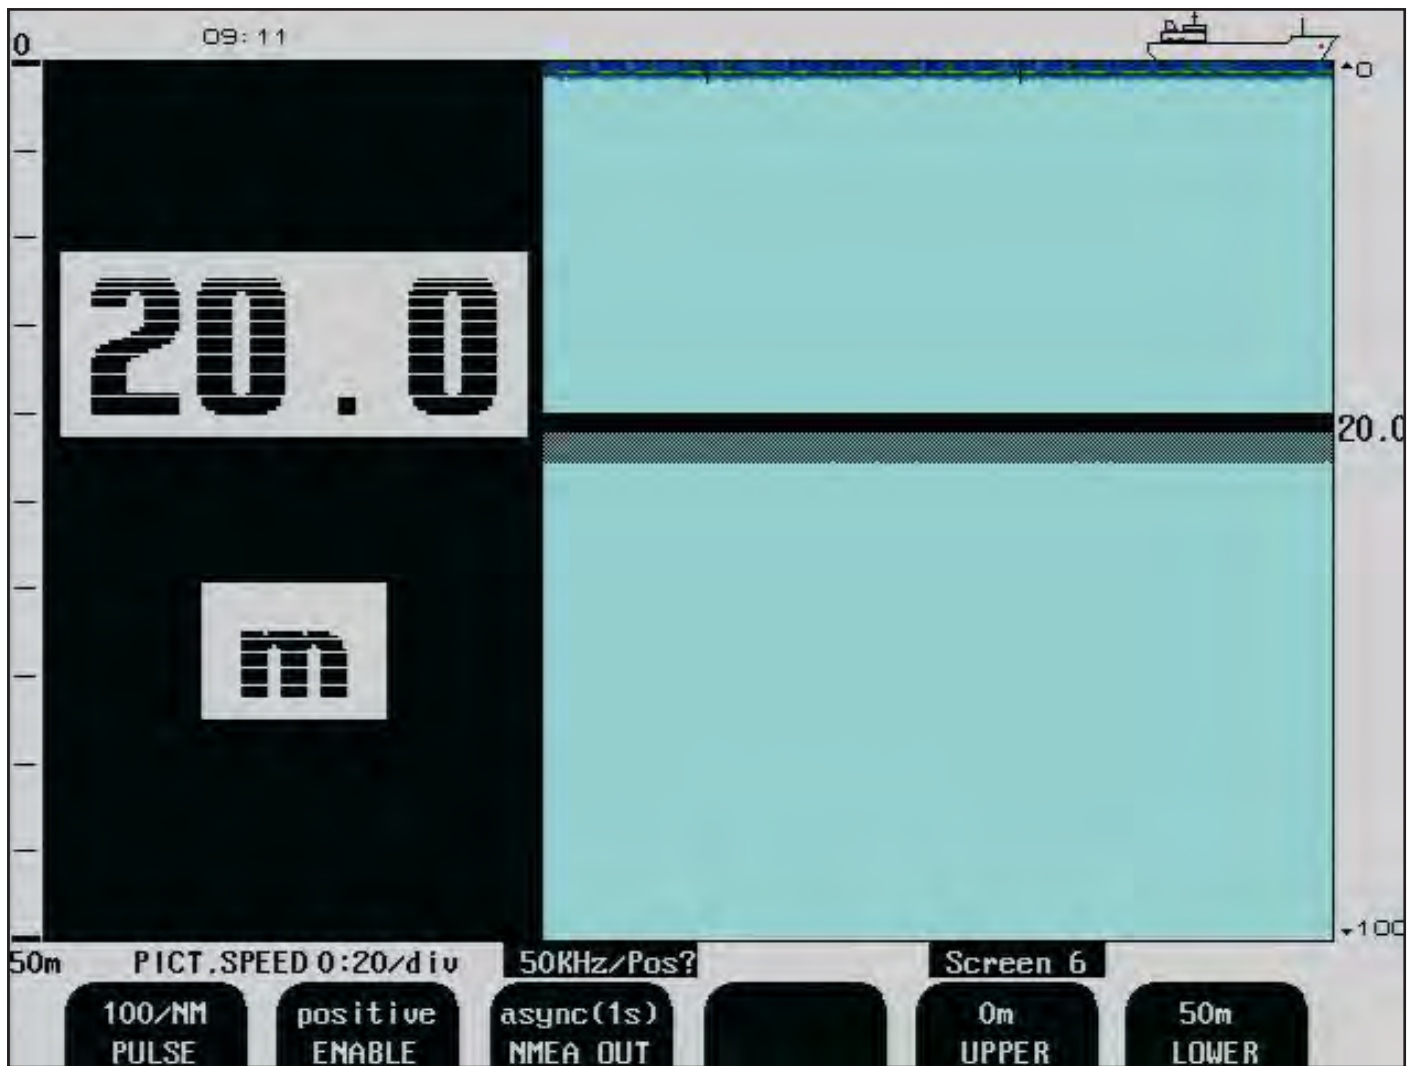 0
09:11
0
20.0
20.0
m
100
50m PICT.SPEED 0:20/div 50KHz/Pos? Screen 6
100/NM positive async(1s) 0m 50m
PULSE ENABLE NMEA OUT UPPER LOWER